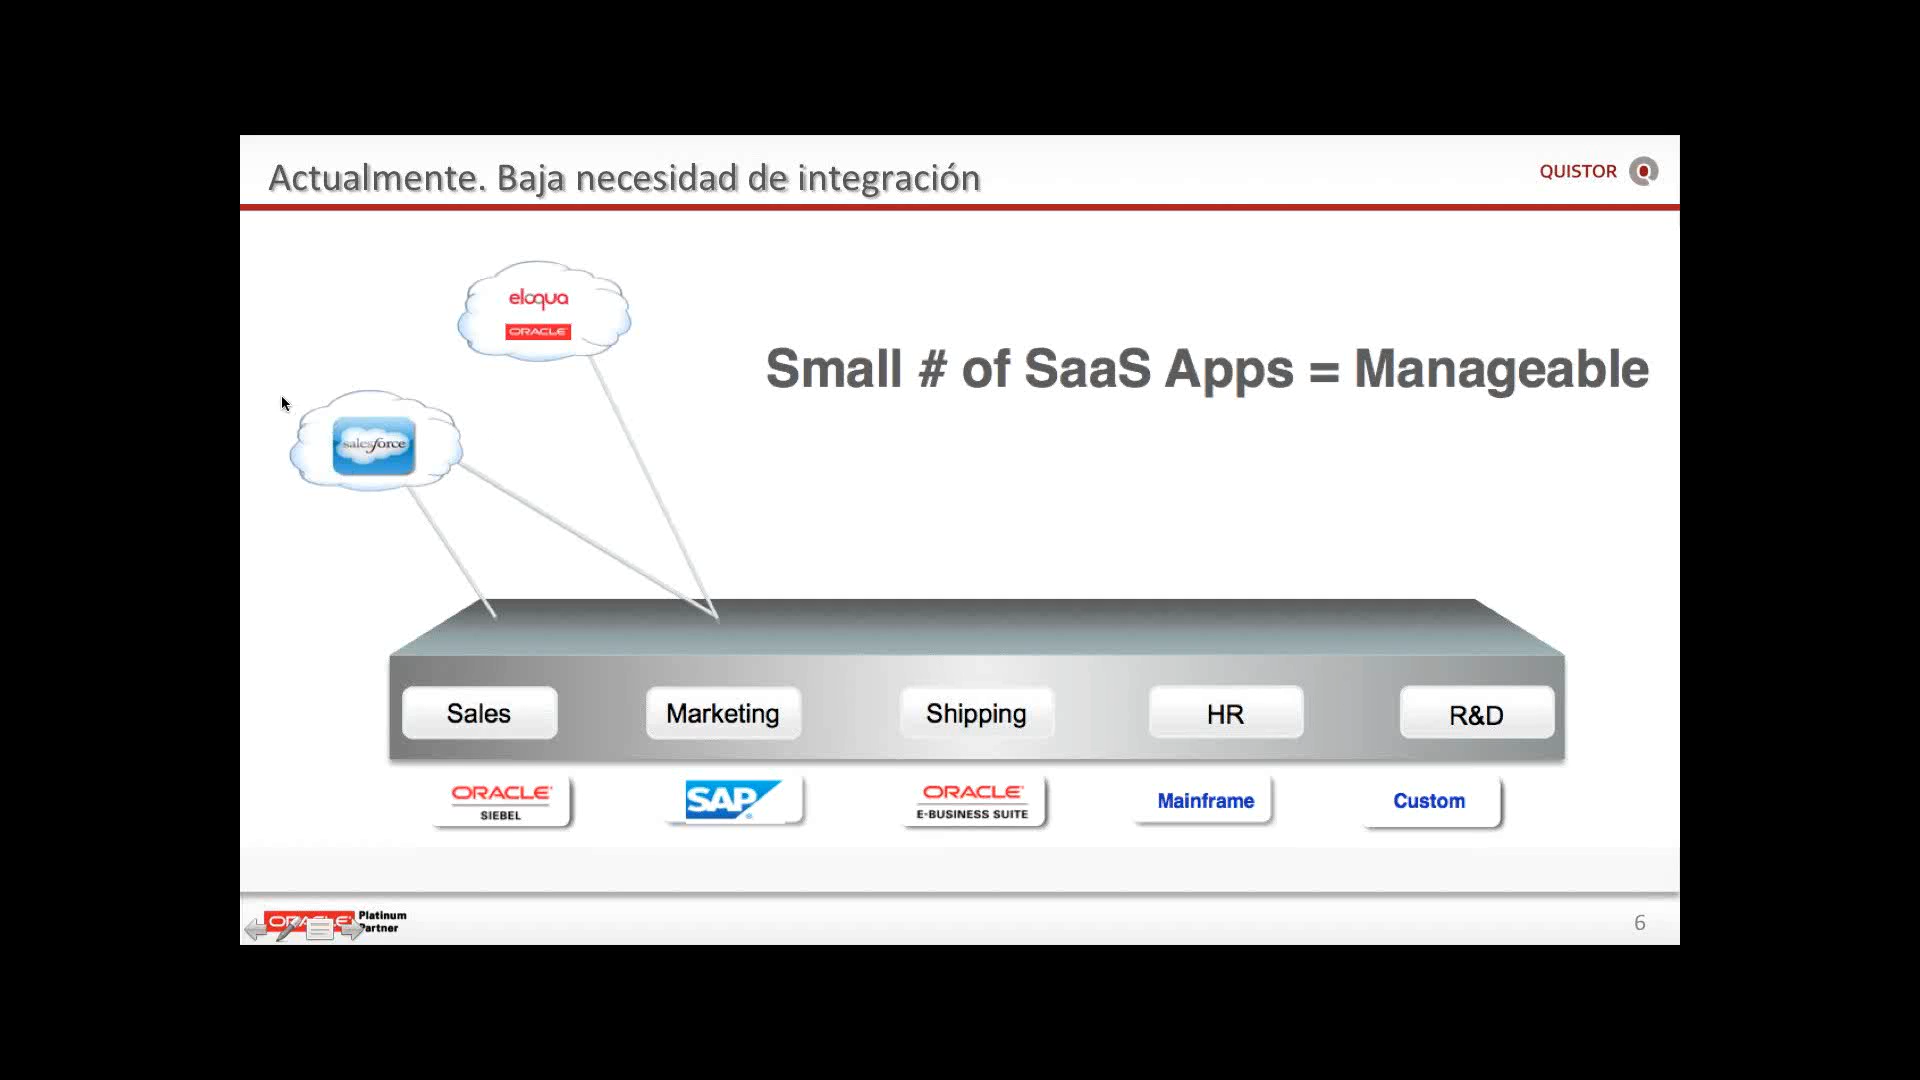 Actualmente. Baja necesidad de integración
QUISTOR
eloqua
ORACLE
Small # of SaaS Apps = Manageable
salesforce
Sales
Marketing
Shipping
HR
R&D
ORACLE
SIEBEL
SAP
ORACLE
E-BUSINESS SUITE
Mainframe
Custom
ORACLE Platinum
Partner
6